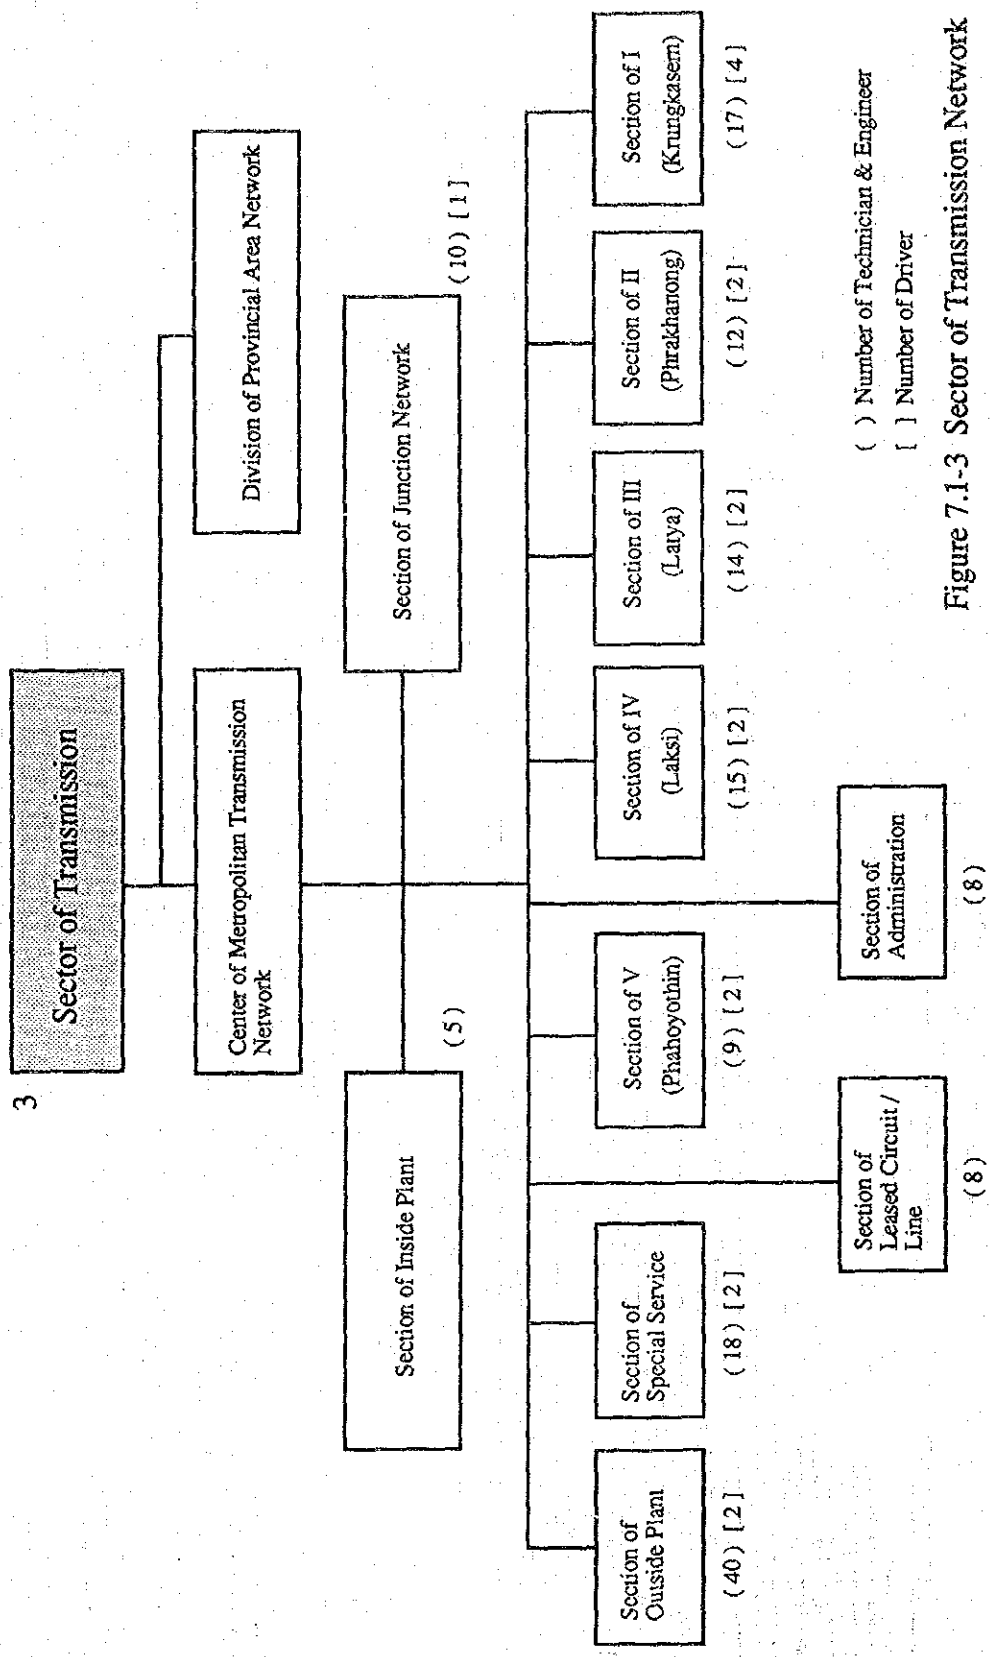 3
Sector of Transmission
Center of Metropolitan Transmission
Network
Division of Provincial Area Network
Section of Inside Plant
(5)
Section of Junction Network
(10) [1]
Section of
Outside Plant
(40) [2]
Section of
Special Service
(18) [2]
Section of V
(Phahoyothin)
(9) [2]
Section of IV
(Laksi)
(15) [2]
Section of III
(Latya)
(14) [2]
Section of II
(Phrakhanong)
(12) [2]
Section of I
(Krungkasem)
(17) [4]
Section of
Leased Circuit /
Line
(8)
Section of
Administration
(8)
( ) Number of Technician & Engineer
[ ] Number of Driver
Figure 7.1-3 Sector of Transmission Network